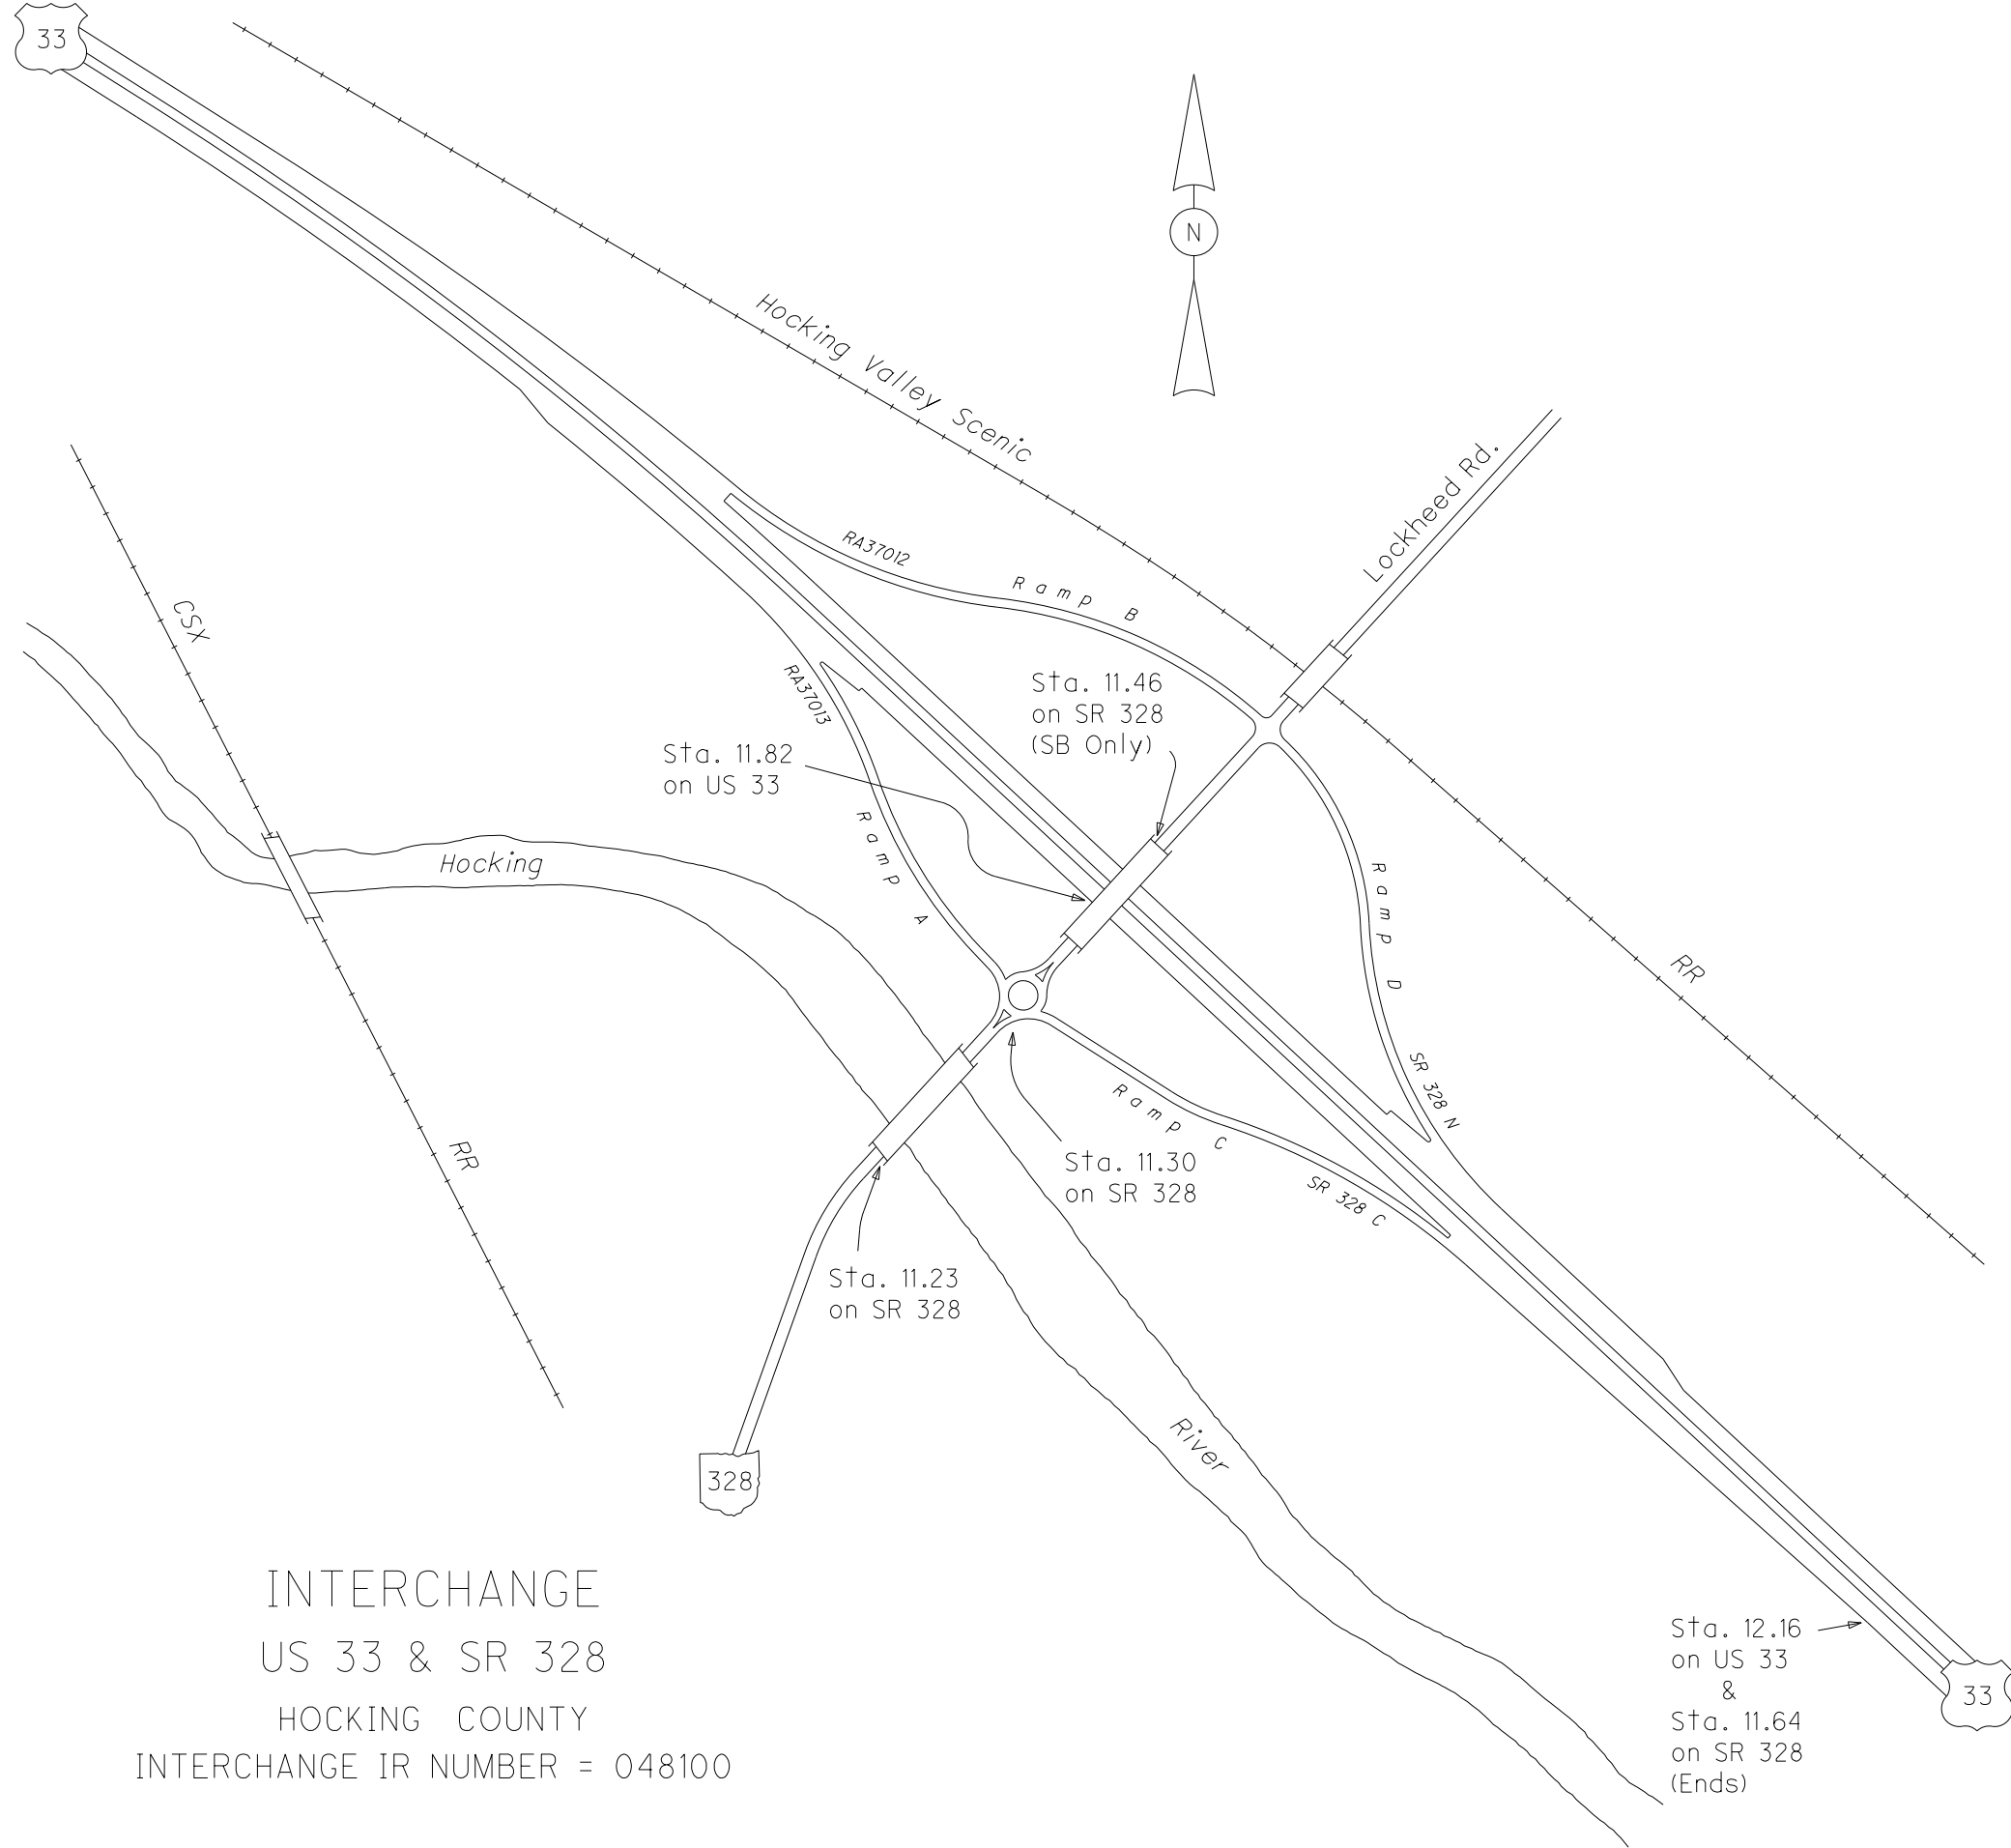 33
N
Hocking Valley Scenic
Lockheed Rd.
RA37012
Ramp B
CSX
RA37013
Sta. 11.46
on SR 328
(SB Only)
Sta. 11.82
on US 33
Ramp A
Hocking
Ramp D
RR
SR 328 N
Ramp C
RR
Sta. 11.30
on SR 328
SR 328 C
Sta. 11.23
on SR 328
River
328
INTERCHANGE
US 33 & SR 328
HOCKING COUNTY
INTERCHANGE IR NUMBER = 048100
Sta. 12.16
on US 33
&
Sta. 11.64
on SR 328
(Ends)
33